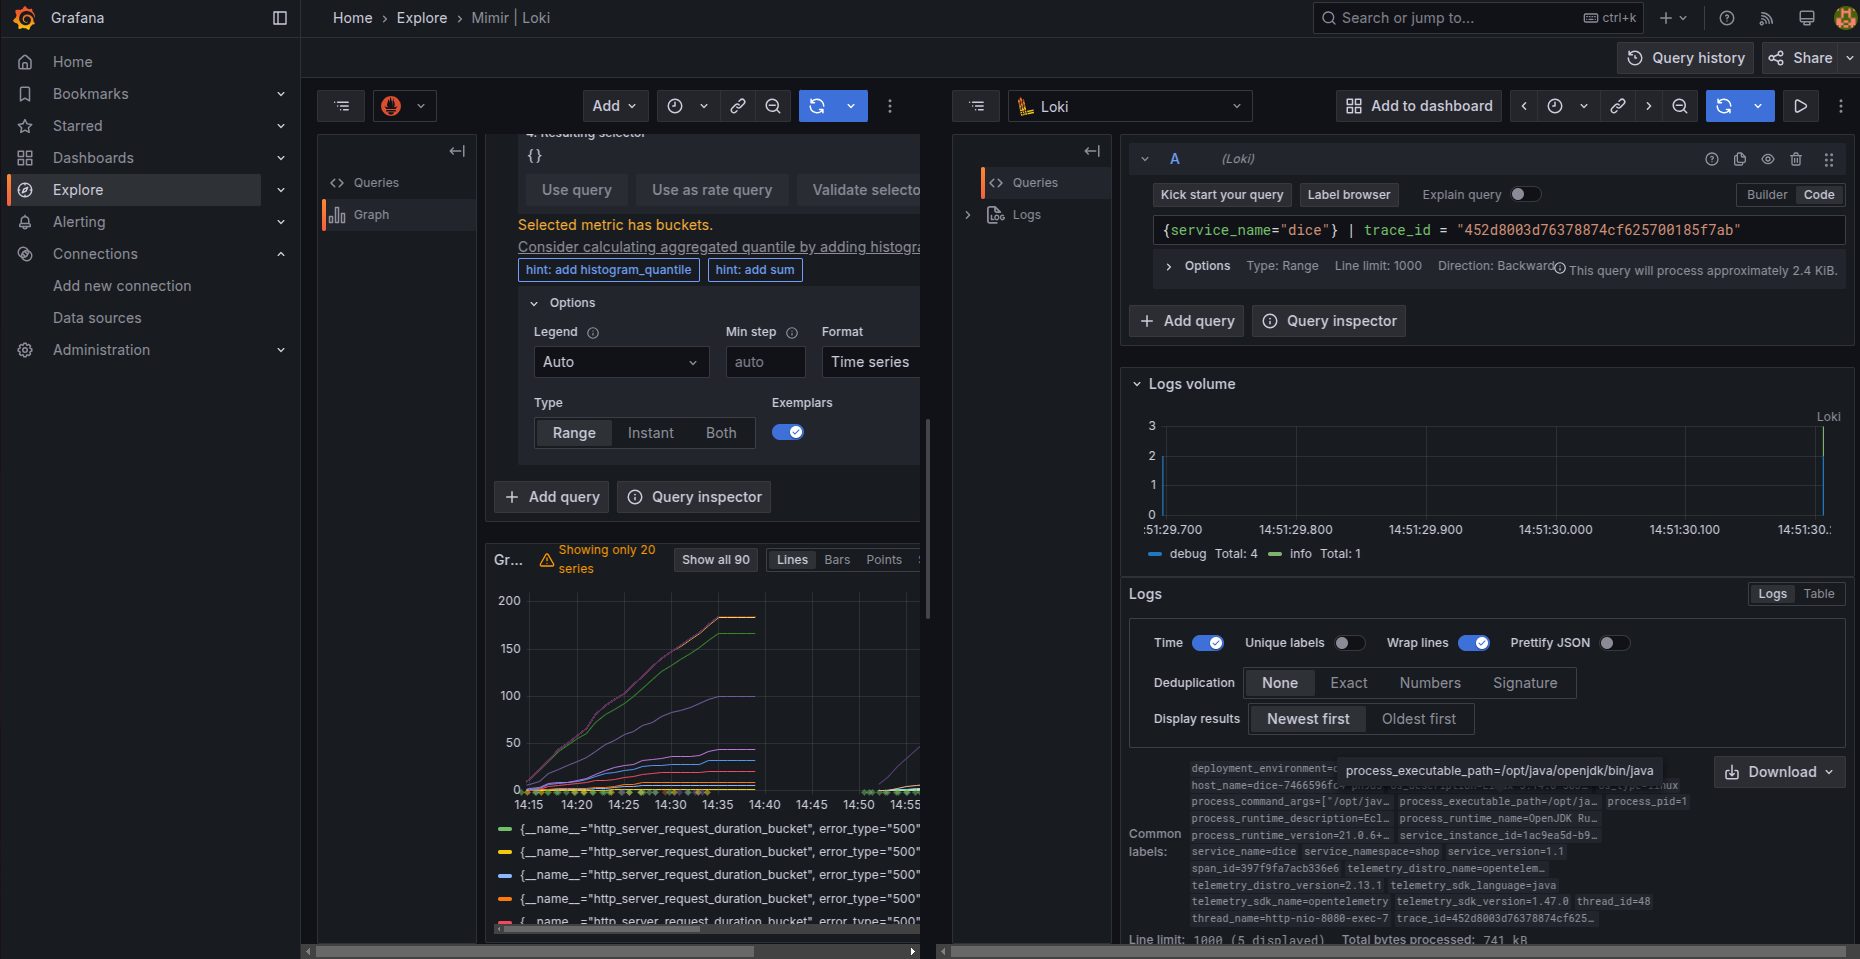 Grafana
Home › Explore › Mimir | Loki
Search or jump to...
ctrl+k
Home
Bookmarks
Starred
Dashboards
Explore
Alerting
Connections
Add new connection
Data sources
Administration
Query history
Share
Add
Queries
Graph
4. Resulting selector
{}
Use query
Use as rate query
Validate selecto
Selected metric has buckets.
Consider calculating aggregated quantile by adding histogra
hint: add histogram_quantile
hint: add sum
Options
Legend
Min step
Format
Auto
auto
Time series
Type
Exemplars
Range
Instant
Both
+ Add query
Query inspector
Gr...
Showing only 20
series
Show all 90
Lines
Bars
Points
200
150
100
50
0
14:15
14:20
14:25
14:30
14:35
14:40
14:45
14:50
14:55
{__name__="http_server_request_duration_bucket", error_type="500"
{__name__="http_server_request_duration_bucket", error_type="500"
{__name__="http_server_request_duration_bucket", error_type="500"
{__name__="http_server_request_duration_bucket", error_type="500"
{__name__="http_server_request_duration_bucket", error_type="500"
Loki
Add to dashboard
Queries
Logs
A
(Loki)
Kick start your query
Label browser
Explain query
Builder
Code
{service_name="dice"} | trace_id = "452d8003d76378874cf625700185f7ab"
Options
Type: Range
Line limit: 1000
Direction: Backward
This query will process approximately 2.4 KiB.
+ Add query
Query inspector
Logs volume
Loki
3
2
1
0
:51:29.700
14:51:29.800
14:51:29.900
14:51:30.000
14:51:30.100
14:51:30.:
debug Total: 4
info Total: 1
Logs
Logs
Table
Time
Unique labels
Wrap lines
Prettify JSON
Deduplication
None
Exact
Numbers
Signature
Display results
Newest first
Oldest first
Download
Common
labels:
deployment_environment=c
process_executable_path=/opt/java/openjdk/bin/java
host_name=dice-7466596fc
process_command_args=["/opt/jav…
process_executable_path=/opt/ja…
process_pid=1
process_runtime_description=Ecl…
process_runtime_name=OpenJDK Ru…
process_runtime_version=21.0.6+…
service_instance_id=1ac9ea5d-b9…
service_name=dice
service_namespace=shop
service_version=1.1
span_id=397f9fa7acb336e6
telemetry_distro_name=opentelem…
telemetry_distro_version=2.13.1
telemetry_sdk_language=java
telemetry_sdk_name=opentelemetry
telemetry_sdk_version=1.47.0
thread_id=48
thread_name=http-nio-8080-exec-7
trace_id=452d8003d76378874cf625…
Line limit: 1000 (5 displayed)
Total bytes processed: 741 kB